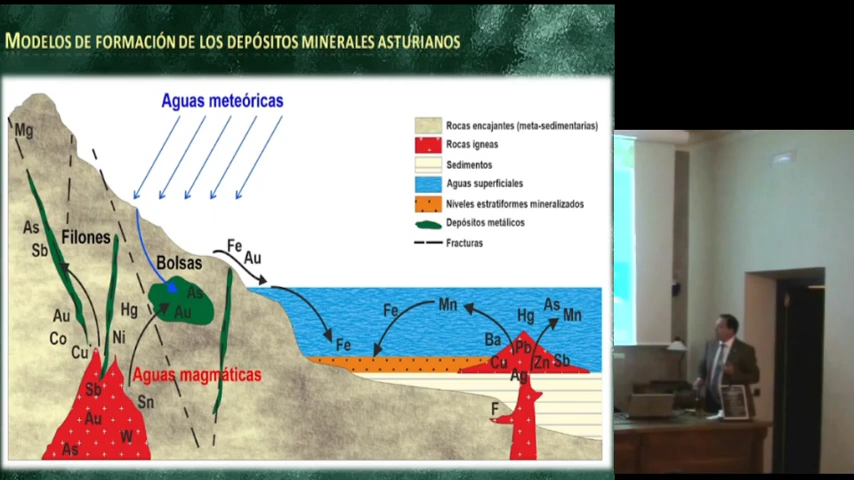 MODELOS DE FORMACIÓN DE LOS DEPÓSITOS MINERALES ASTURIANOS
Aguas meteóricas
Mg
Rocas encajantes (meta-sedimentarias)
Rocas ígneas
Sedimentos
Aguas superficiales
Niveles estratiformes mineralizados
Depósitos metálicos
Fracturas
As
Sb
Filones
Bolsas
Fe
Au
As
Au
Hg
Au
Co
Cu
Ni
Fe
Fe
Mn
Hg
As
Mn
Ba
Pb
Cu
Zn
Sb
Ag
Aguas magmáticas
Sb
Sn
Au
W
As
F